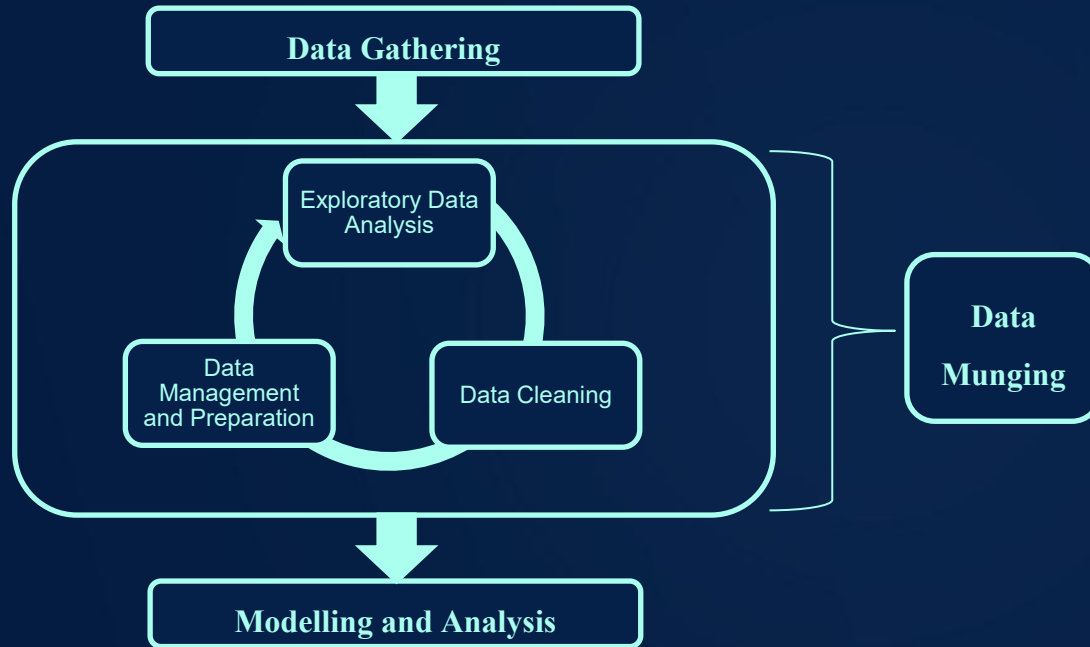 Data Gathering
Exploratory Data
Analysis
Data
Management
and Preparation
Data Cleaning
Data
Munging
Modelling and Analysis